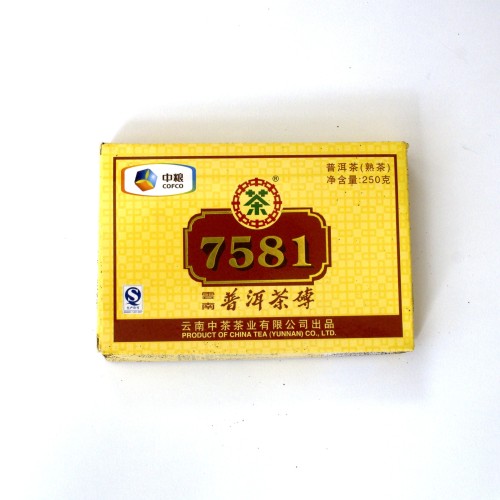 中粮
COFCO
普洱茶(熟茶)
净含量:250克
茶
®
7581
雲南
普洱茶磚
云南中茶茶业有限公司出品
PRODUCT OF CHINA TEA (YUNNAN) CO., LTD.